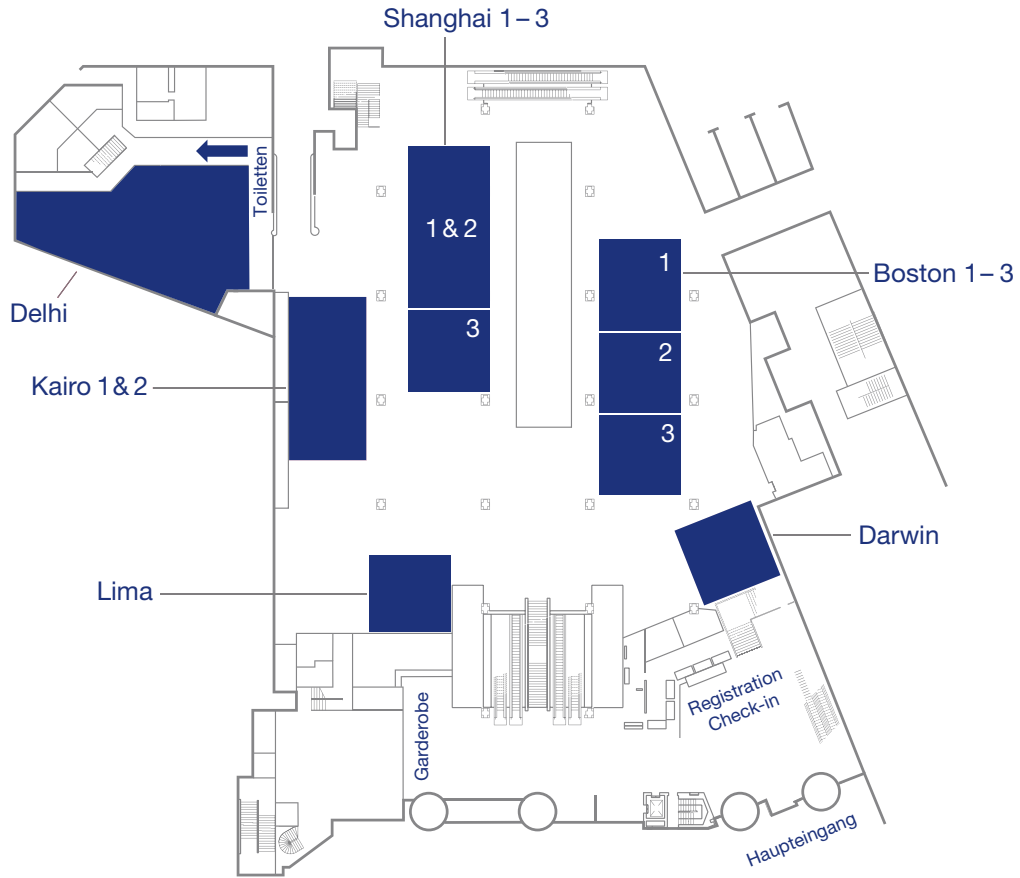 Shanghai 1 – 3
Toiletten
1 & 2
3
1
2
3
Boston 1 – 3
Delhi
Kairo 1 & 2
Darwin
Lima
Registration
Check-in
Garderobe
Haupteingang